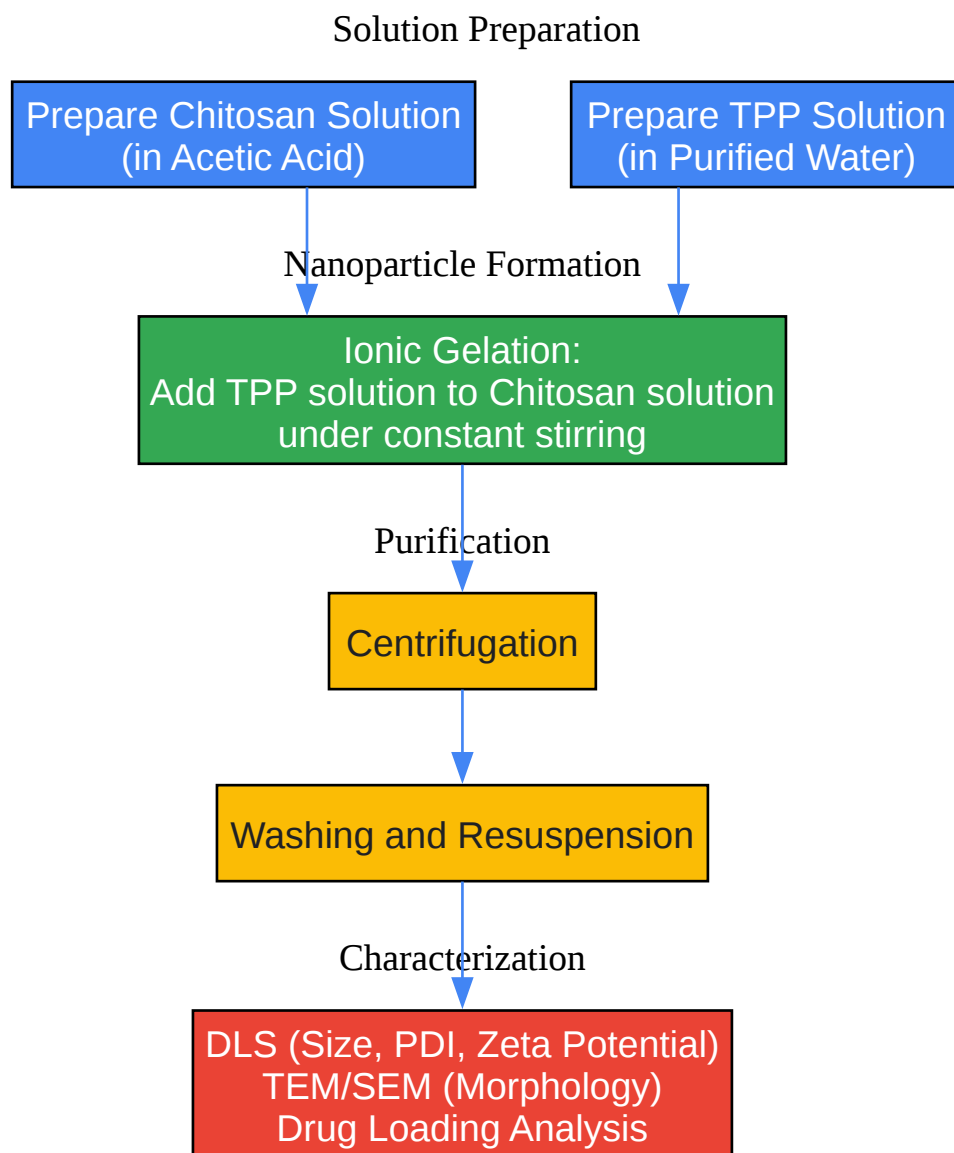 Solution Preparation
Prepare Chitosan Solution
(in Acetic Acid)
Prepare TPP Solution
(in Purified Water)
Nanoparticle Formation
Ionic Gelation:
Add TPP solution to Chitosan solution
under constant stirring
Purification
Centrifugation
Washing and Resuspension
Characterization
DLS (Size, PDI, Zeta Potential)
TEM/SEM (Morphology)
Drug Loading Analysis